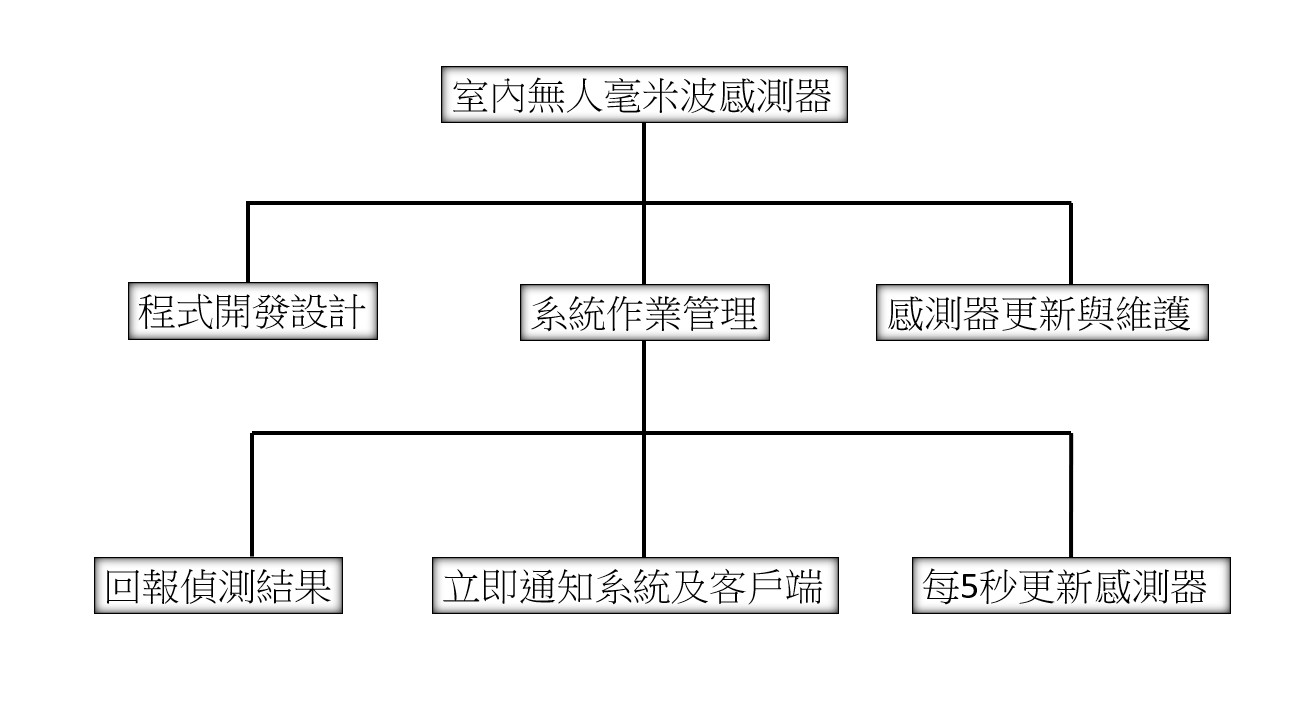 室內無人毫米波感測器
程式開發設計
系統作業管理
感測器更新與維護
回報偵測結果
立即通知系統及客戶端
每5秒更新感測器